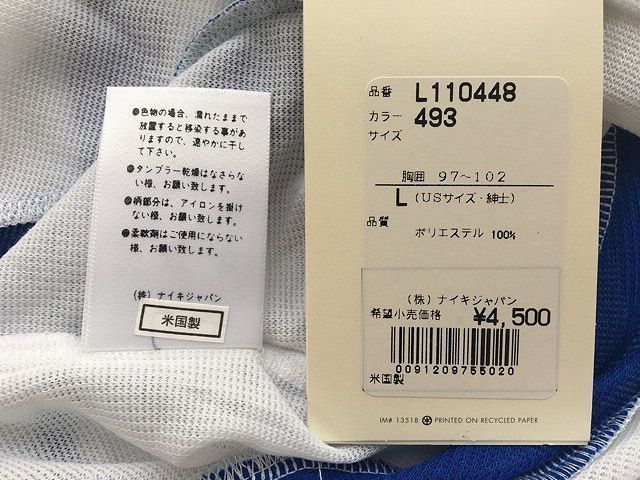 ●色物の場合、濡れたままで
放置すると移染する事があ
りますので、速やかに干し
て下さい。
●タンブラー乾燥はなさらな
い様、お願い致します。
●柄部分は、アイロンを掛け
ない様、お願い致します。
●柔軟剤はご使用にならない
様、お願い致します。
(株) ナイキジャパン
米国製
品番 L110448
カラー 493
サイズ
胸囲 97~102
L (USサイズ・紳士)
品質
ポリエステル 100%
(株) ナイキジャパン
希望小売価格 ¥4,500
0091209755020
米国製
IM# 13518 PRINTED ON RECYCLED PAPER